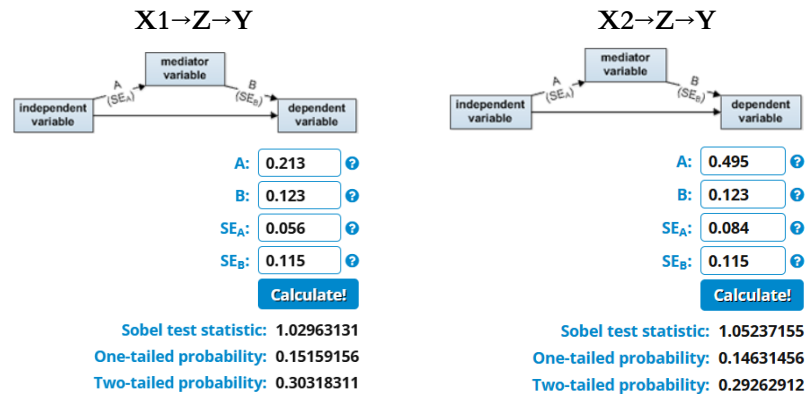 X1→Z→Y
mediator
variable
A
(SEA)
B
(SEB)
independent
variable
dependent
variable
A: 0.213 ?
B: 0.123 ?
SEA: 0.056 ?
SEB: 0.115 ?
Calculate!
Sobel test statistic: 1.02963131
One-tailed probability: 0.15159156
Two-tailed probability: 0.30318311
X2→Z→Y
mediator
variable
A
(SEA)
B
(SEB)
independent
variable
dependent
variable
A: 0.495 ?
B: 0.123 ?
SEA: 0.084 ?
SEB: 0.115 ?
Calculate!
Sobel test statistic: 1.05237155
One-tailed probability: 0.14631456
Two-tailed probability: 0.29262912